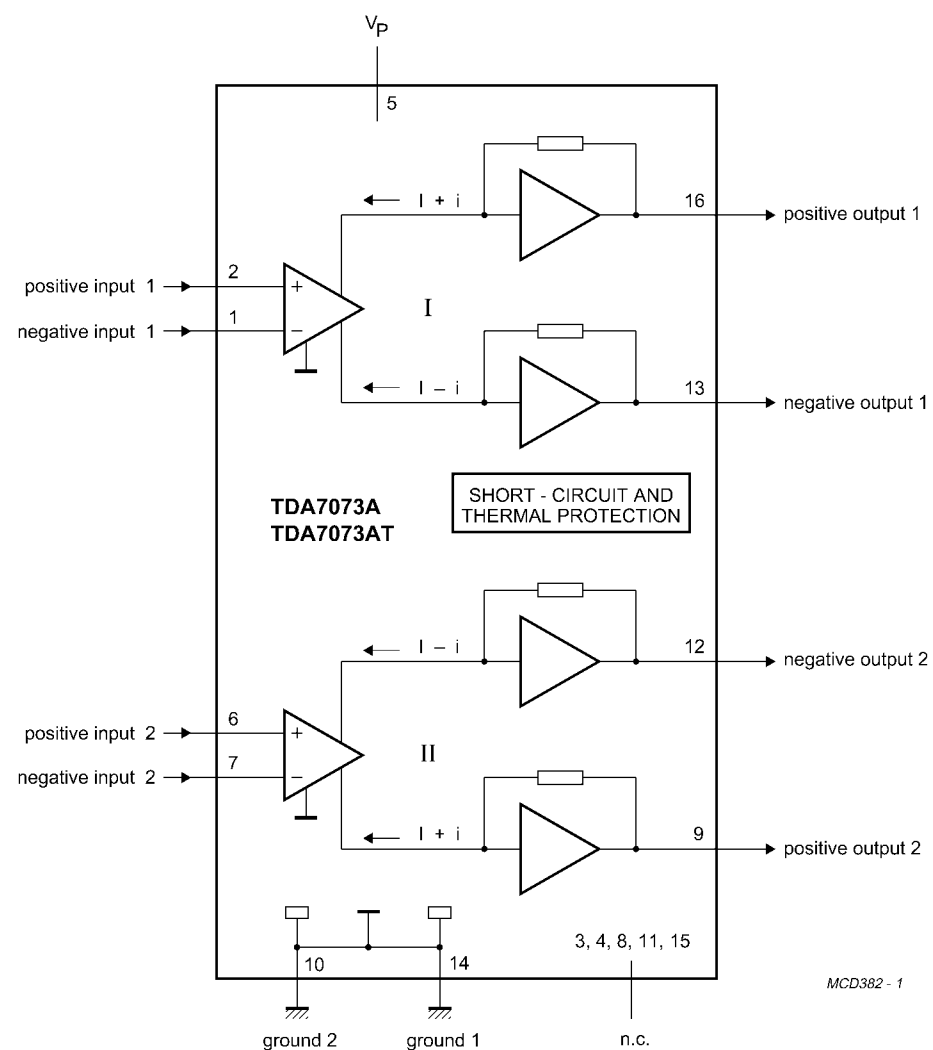 VP
5
I + i
16
positive output 1
positive input 1
2
+
I
negative input 1
1
−
I − i
13
negative output 1
TDA7073A
TDA7073AT
SHORT - CIRCUIT AND
THERMAL PROTECTION
I − i
12
negative output 2
positive input 2
6
+
II
negative input 2
7
−
I + i
9
positive output 2
3, 4, 8, 11, 15
10
14
MCD382 - 1
ground 2
ground 1
n.c.